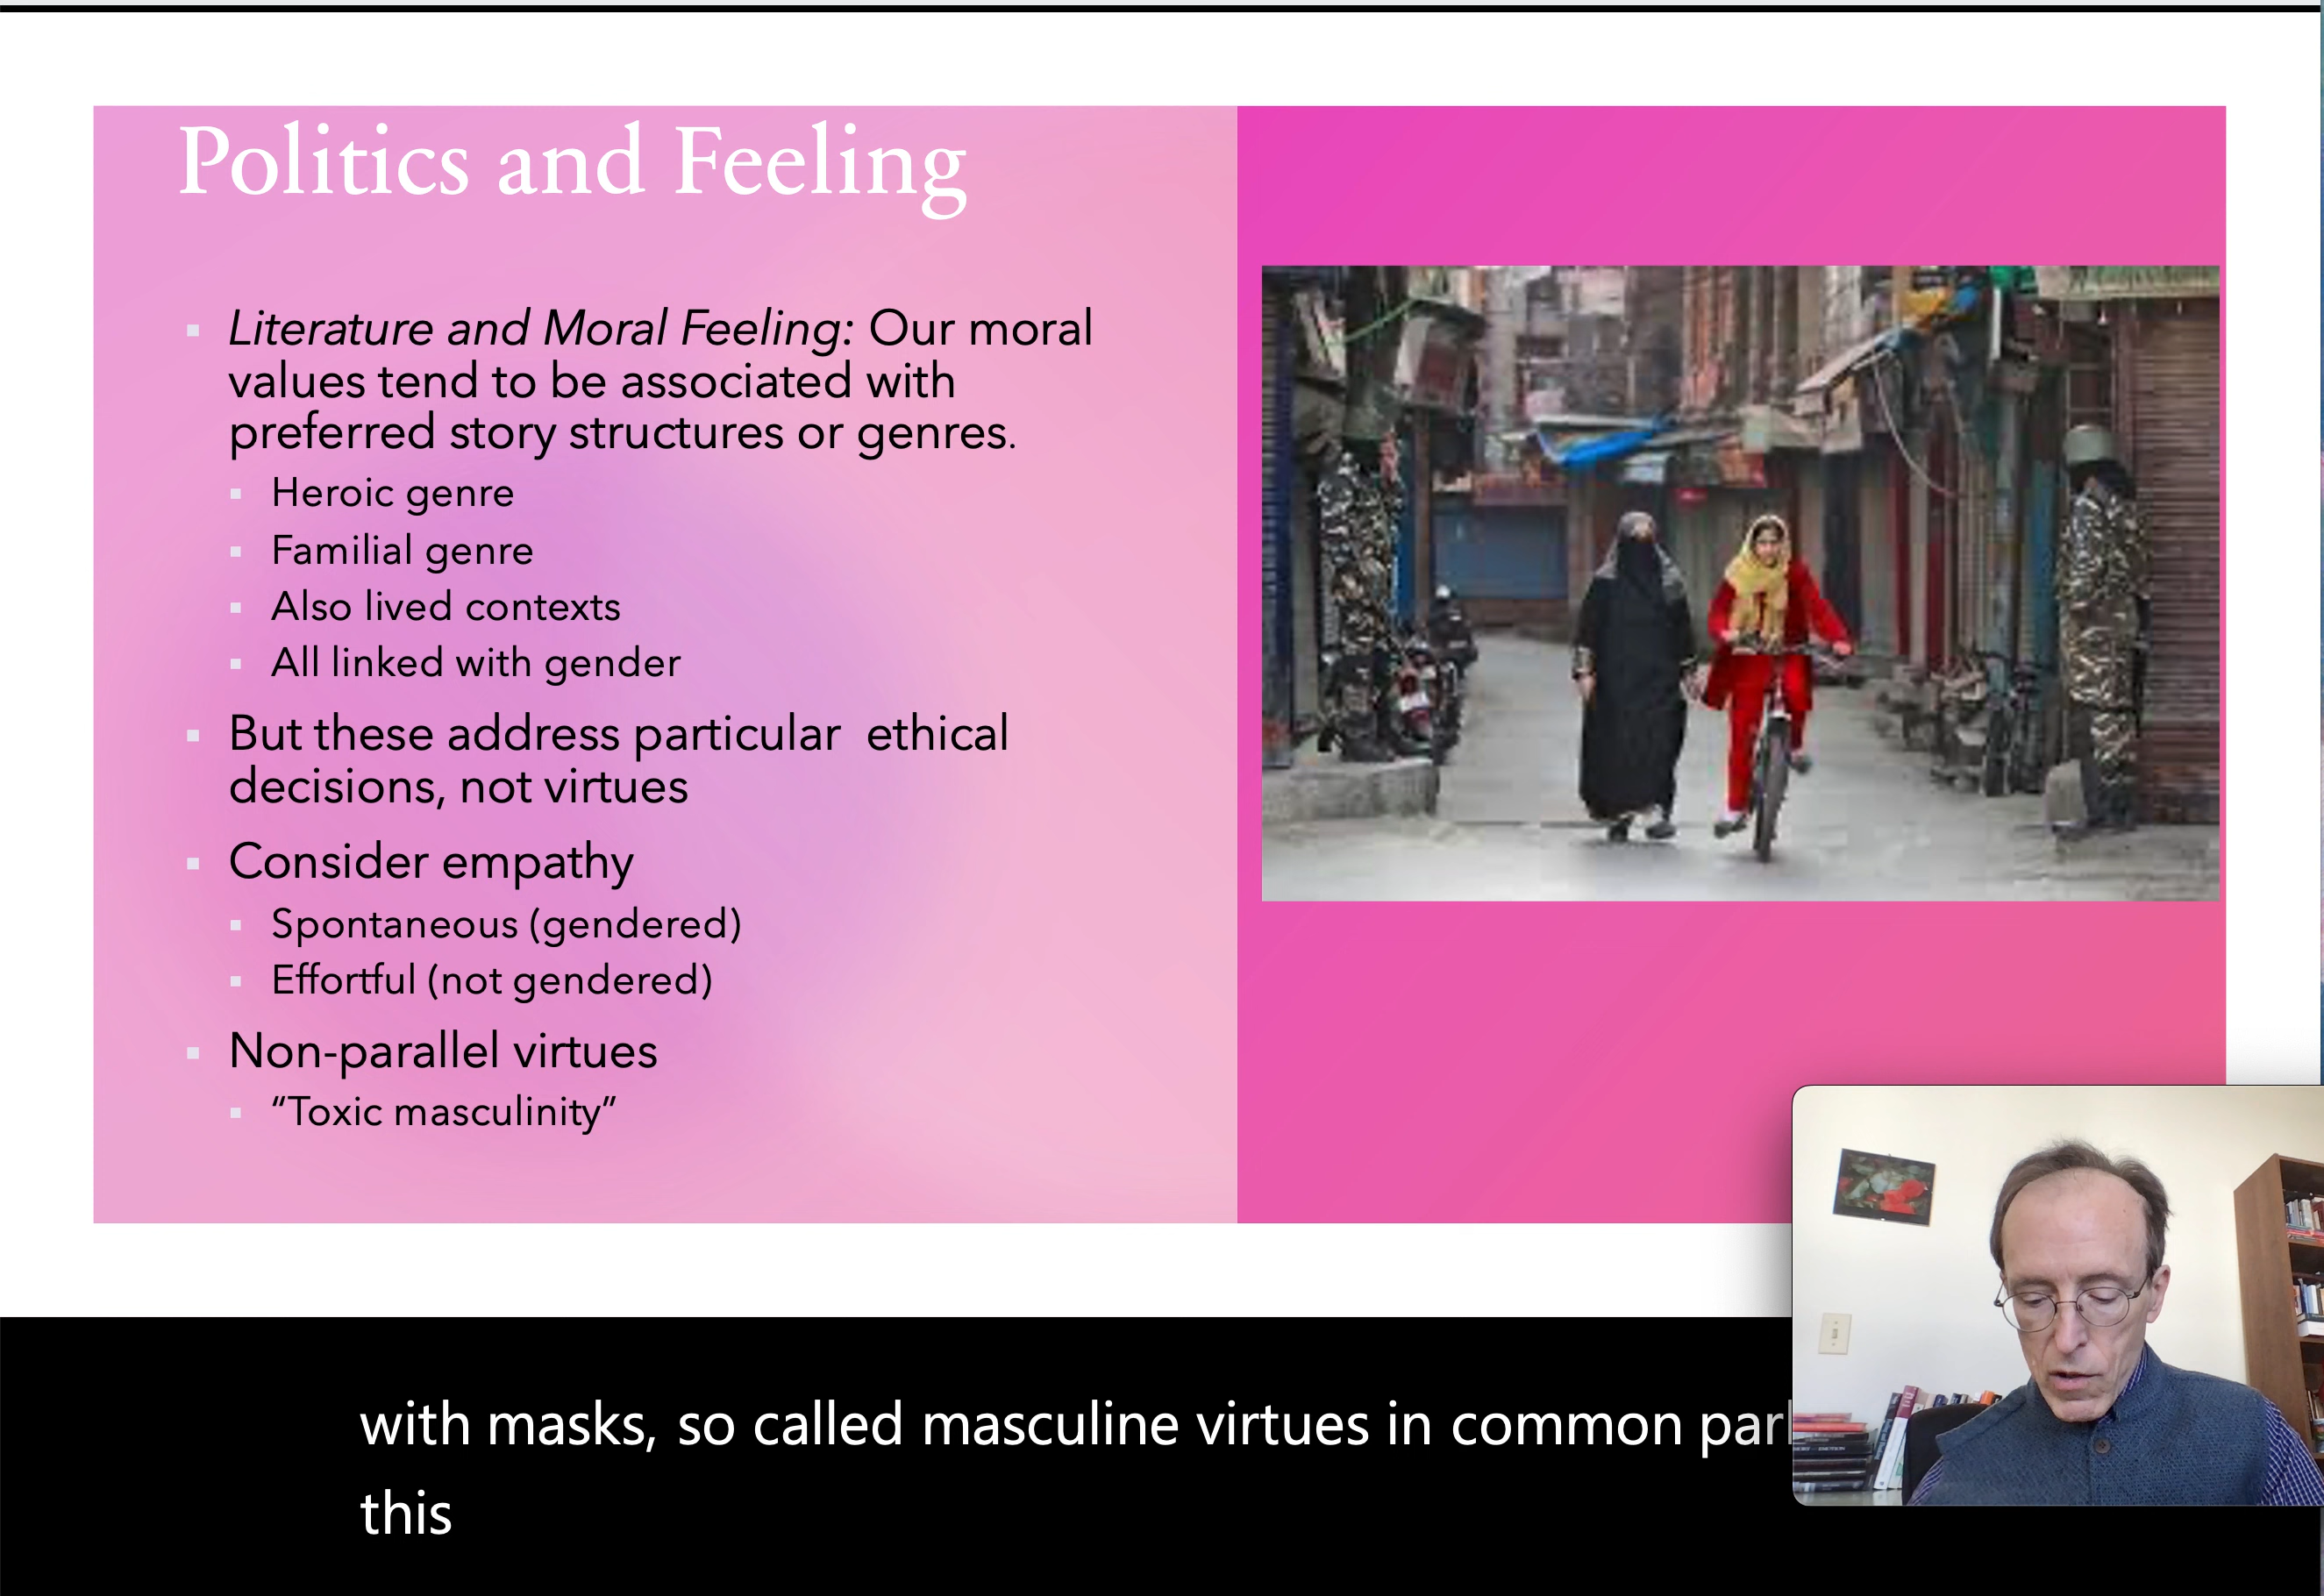 Politics and Feeling
Literature and Moral Feeling: Our moral
values tend to be associated with
preferred story structures or genres.
Heroic genre
Familial genre
Also lived contexts
All linked with gender
But these address particular  ethical
decisions, not virtues
Consider empathy
Spontaneous (gendered)
Effortful (not gendered)
Non-parallel virtues
“Toxic masculinity”
with masks, so called masculine virtues in common
this